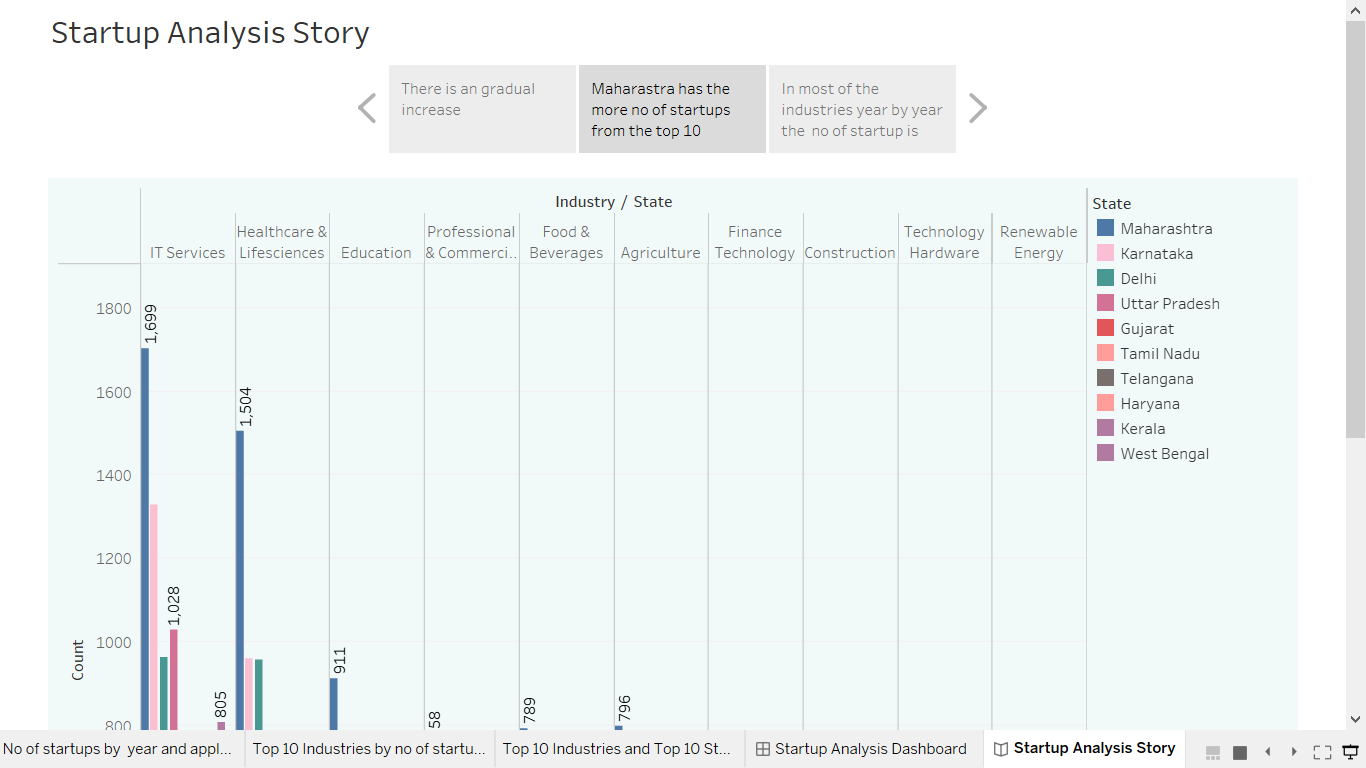 Startup Analysis Story
There is an gradual
increase
Maharastra has the
more no of startups
from the top 10
In most of the
industries year by year
the no of startup is
Industry / State
IT Services
Healthcare &
Lifesciences
Education
Professional
& Commerci..
Food &
Beverages
Agriculture
Finance
Technology
Construction
Technology
Hardware
Renewable
Energy
State
Maharashtra
Karnataka
Delhi
Uttar Pradesh
Gujarat
Tamil Nadu
Telangana
Haryana
Kerala
West Bengal
1800
1600
1400
1200
1000
800
Count
1,699
1,028
805
1,504
911
58
789
796
No of startups by year and appl...
Top 10 Industries by no of startu...
Top 10 Industries and Top 10 St...
Startup Analysis Dashboard
Startup Analysis Story